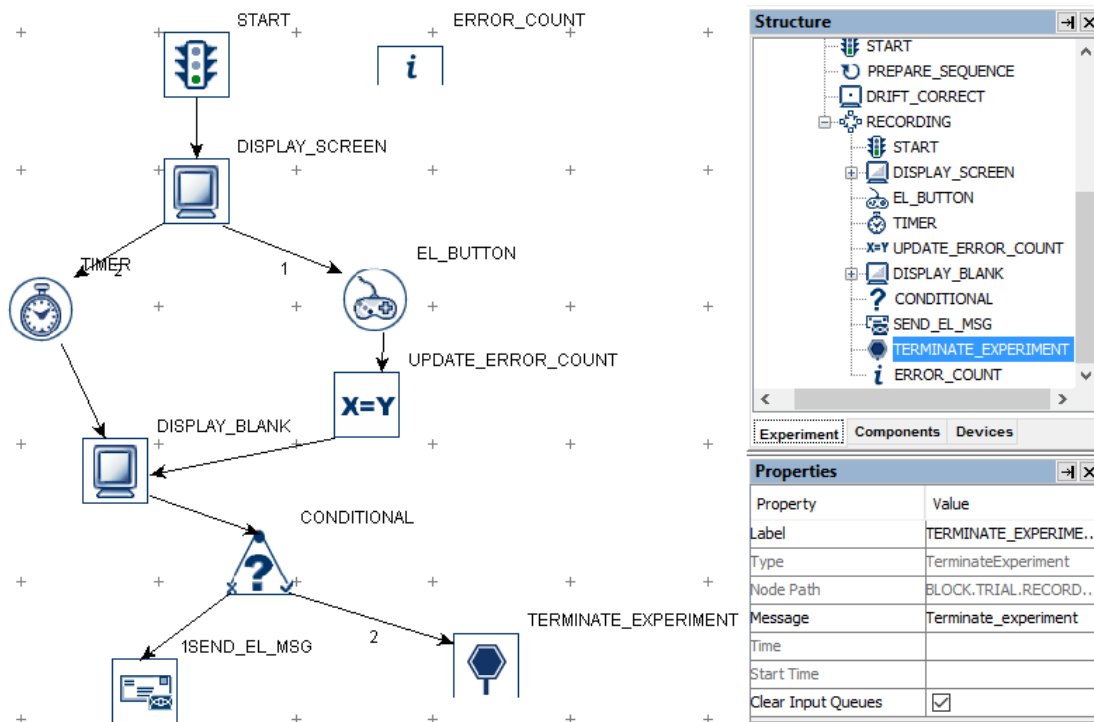 START
ERROR_COUNT
i
DISPLAY_SCREEN
TIMER
2
1
EL_BUTTON
UPDATE_ERROR_COUNT
X=Y
DISPLAY_BLANK
CONDITIONAL
?
1SEND_EL_MSG
2
TERMINATE_EXPERIMENT
Structure
START
PREPARE_SEQUENCE
DRIFT_CORRECT
RECORDING
START
DISPLAY_SCREEN
EL_BUTTON
TIMER
X=Y UPDATE_ERROR_COUNT
DISPLAY_BLANK
? CONDITIONAL
SEND_EL_MSG
TERMINATE_EXPERIMENT
i ERROR_COUNT
Experiment Components Devices
Properties
Property Value
Label TERMINATE_EXPERIME...
Type TerminateExperiment
Node Path BLOCK.TRIAL.RECORD...
Message Terminate_experiment
Time
Start Time
Clear Input Queues